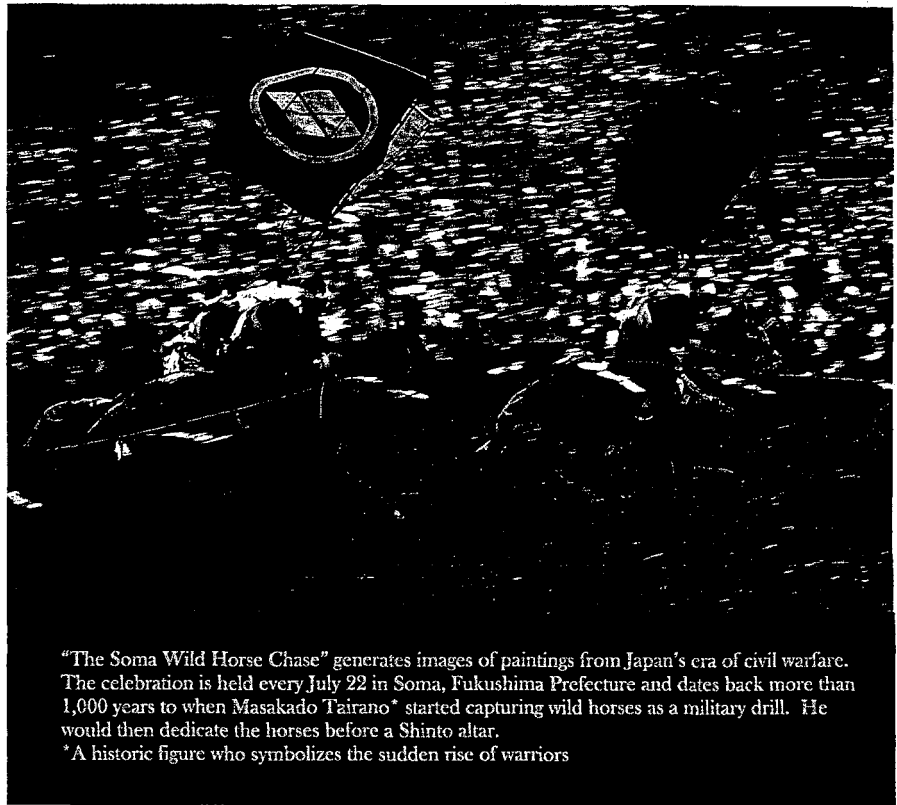 "The Soma Wild Horse Chase" generates images of paintings from Japan's era of civil warfare.
The celebration is held every July 22 in Soma, Fukushima Prefecture and dates back more than
1,000 years to when Masakado Tairano* started capturing wild horses as a military drill. He
would then dedicate the horses before a Shinto altar.
*A historic figure who symbolizes the sudden rise of warriors